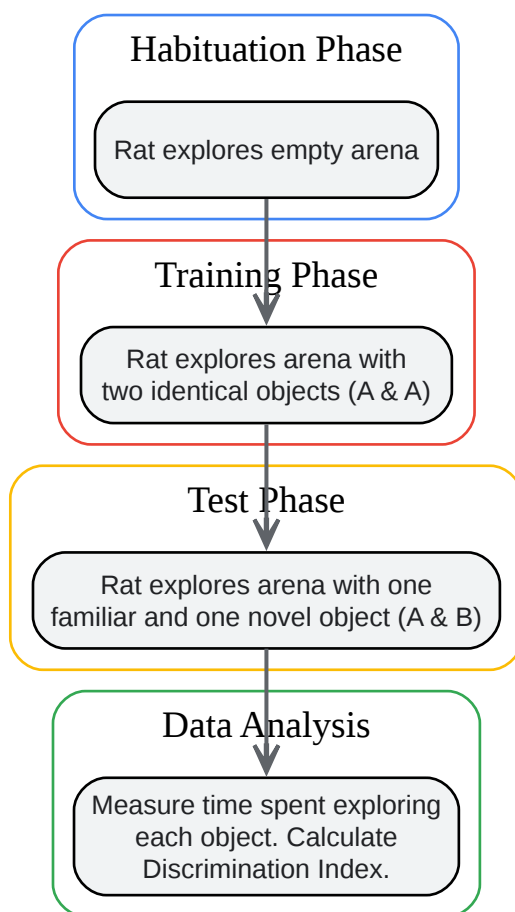 Habituation Phase
Rat explores empty arena
Training Phase
Rat explores arena with
two identical objects (A & A)
Test Phase
Rat explores arena with one
familiar and one novel object (A & B)
Data Analysis
Measure time spent exploring
each object. Calculate
Discrimination Index.